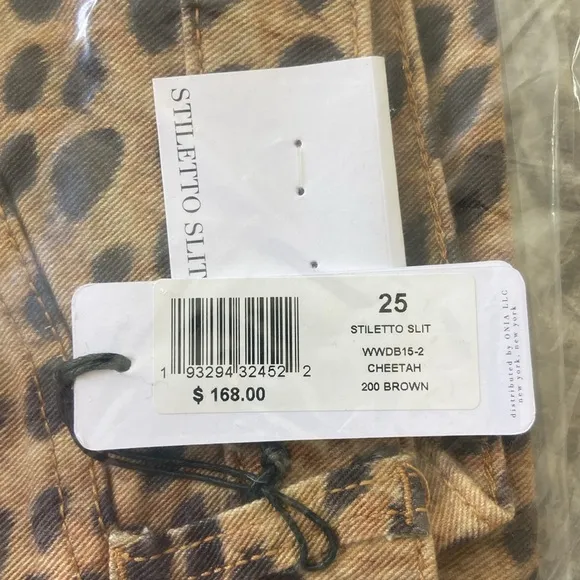 STILETTO SLIT
25
STILETTO SLIT
WWDB15-2
CHEETAH
200 BROWN
1 93294 32452 2
$ 168.00
distributed by ONIA LLC
new york, new york